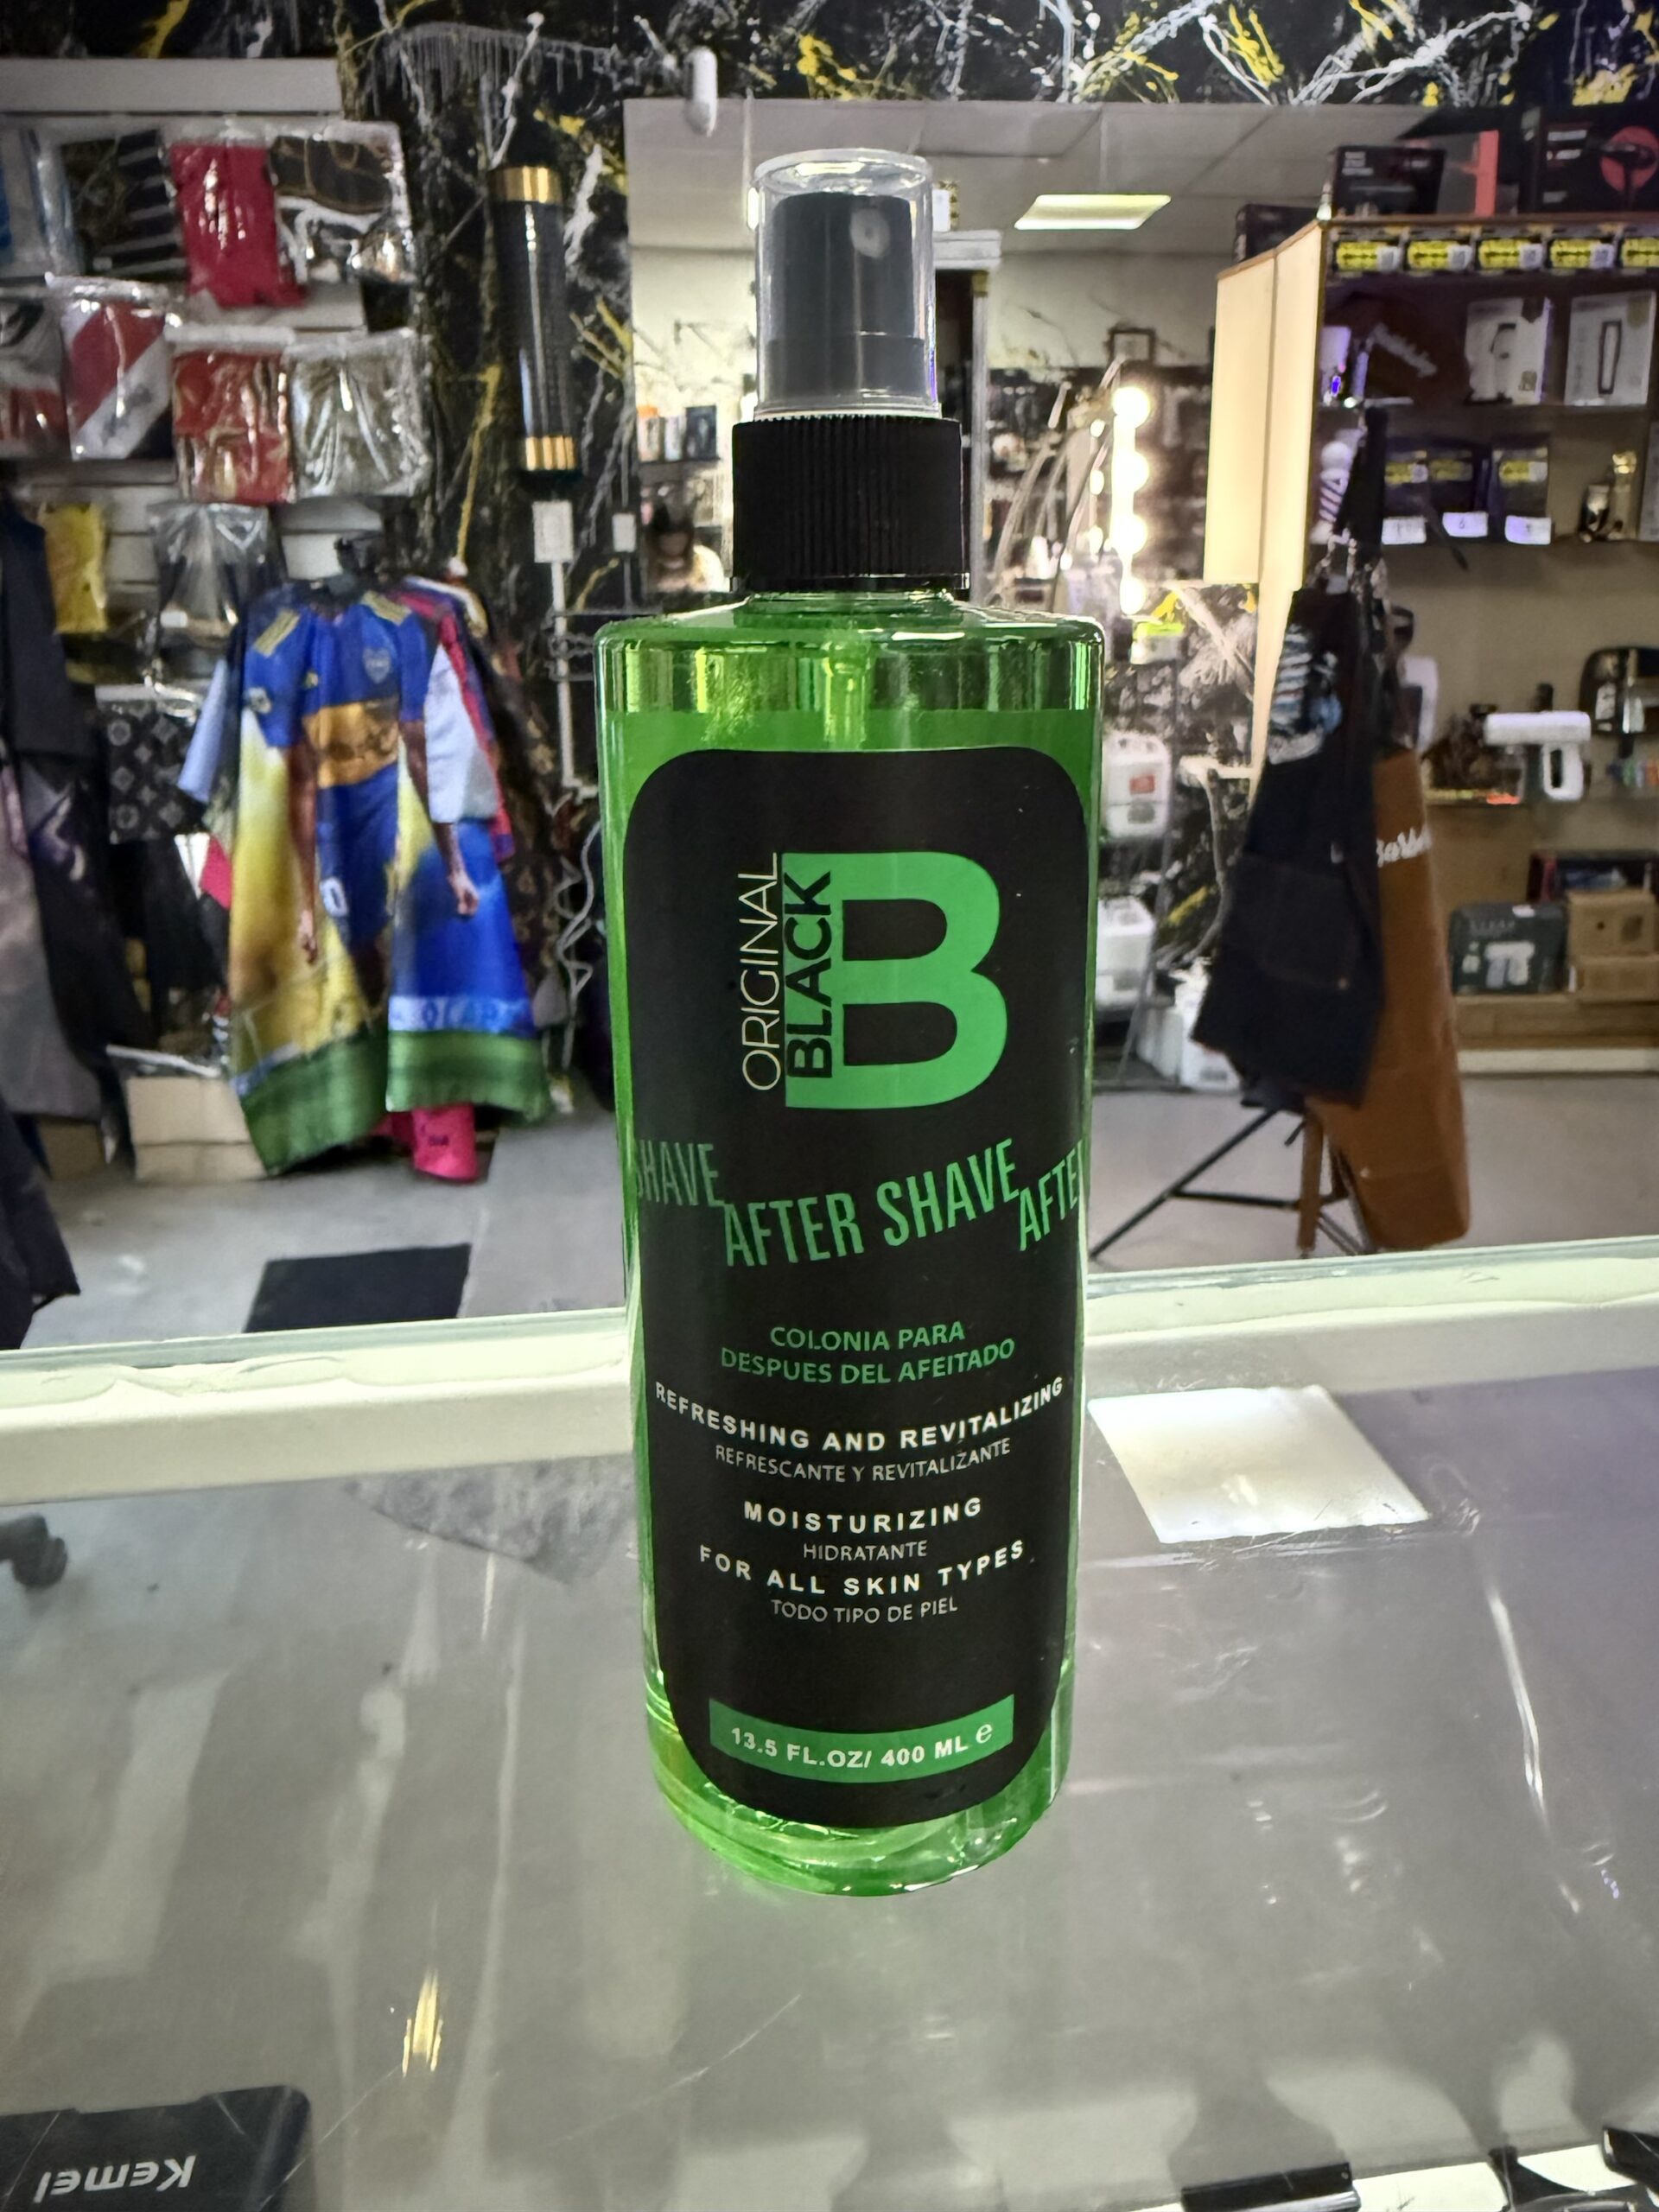 ORIGINAL
BLACK
B
SHAVE AFTER SHAVE AFTE
COLONIA PARA
DESPUES DEL AFEITADO
REFRESHING AND REVITALIZING
REFRESCANTE Y REVITALIZANTE
MOISTURIZING
HIDRATANTE
FOR ALL SKIN TYPES
TODO TIPO DE PIEL
13.5 FL.OZ/ 400 ML e
Kemei